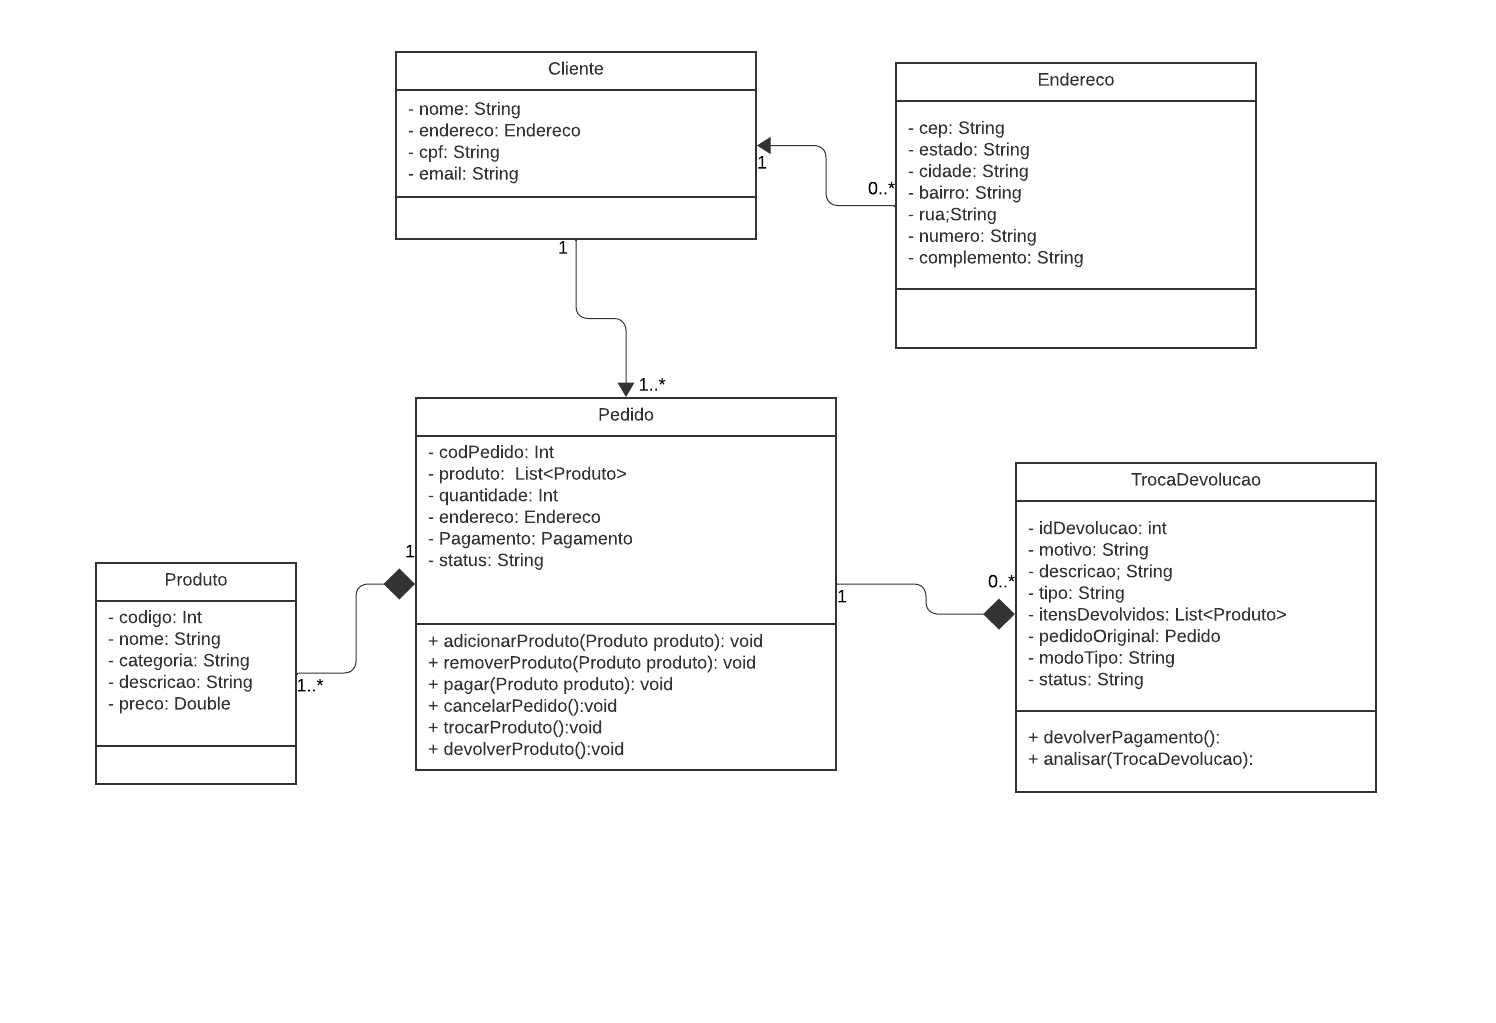 Cliente
- nome: String
- endereco: Endereco
- cpf: String
- email: String
Endereco
- cep: String
- estado: String
- cidade: String
- bairro: String
- rua;String
- numero: String
- complemento: String
1
0..*
1
1..*
Pedido
- codPedido: Int
- produto:  List<Produto>
- quantidade: Int
- endereco: Endereco
- Pagamento: Pagamento
- status: String
+ adicionarProduto(Produto produto): void
+ removerProduto(Produto produto): void
+ pagar(Produto produto): void
+ cancelarPedido():void
+ trocarProduto():void
+ devolverProduto():void
1
1..*
Produto
- codigo: Int
- nome: String
- categoria: String
- descricao: String
- preco: Double
1
0..*
TrocaDevolucao
- idDevolucao: int
- motivo: String
- descricao; String
- tipo: String
- itensDevolvidos: List<Produto>
- pedidoOriginal: Pedido
- modoTipo: String
- status: String
+ devolverPagamento():
+ analisar(TrocaDevolucao):